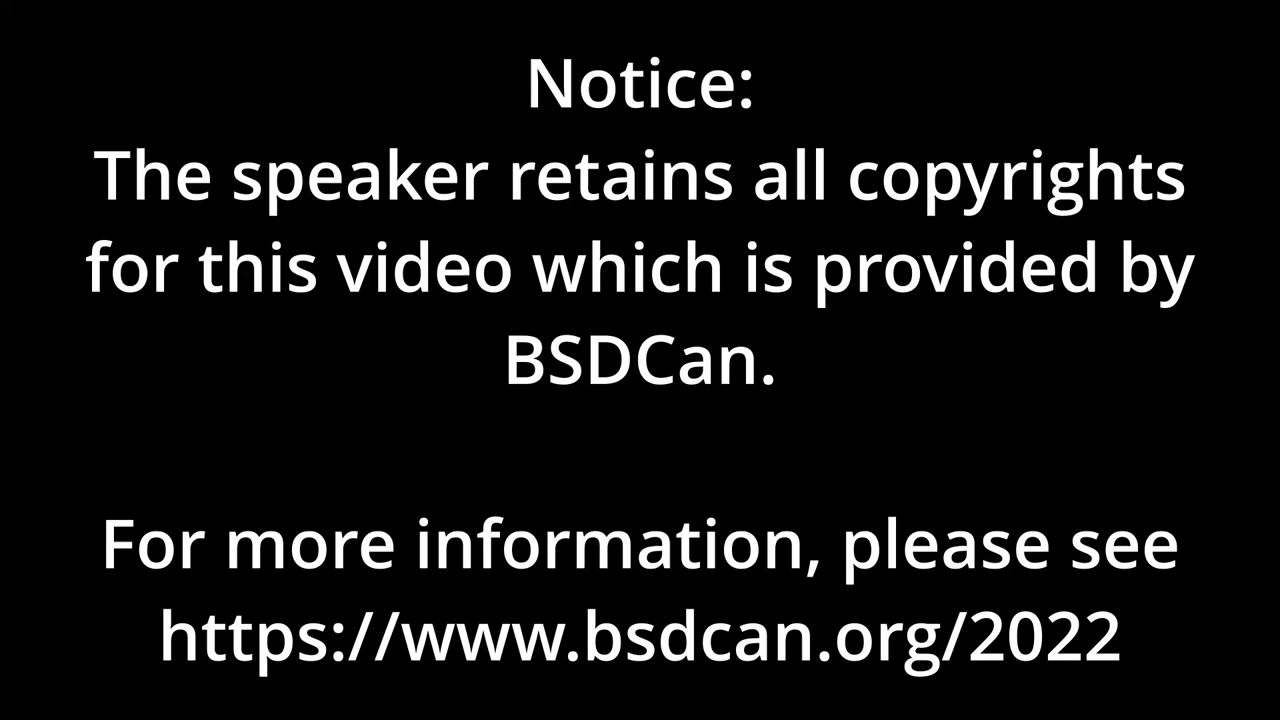 Notice:
The speaker retains all copyrights
for this video which is provided by
BSDCan.
For more information, please see
https://www.bsdcan.org/2022